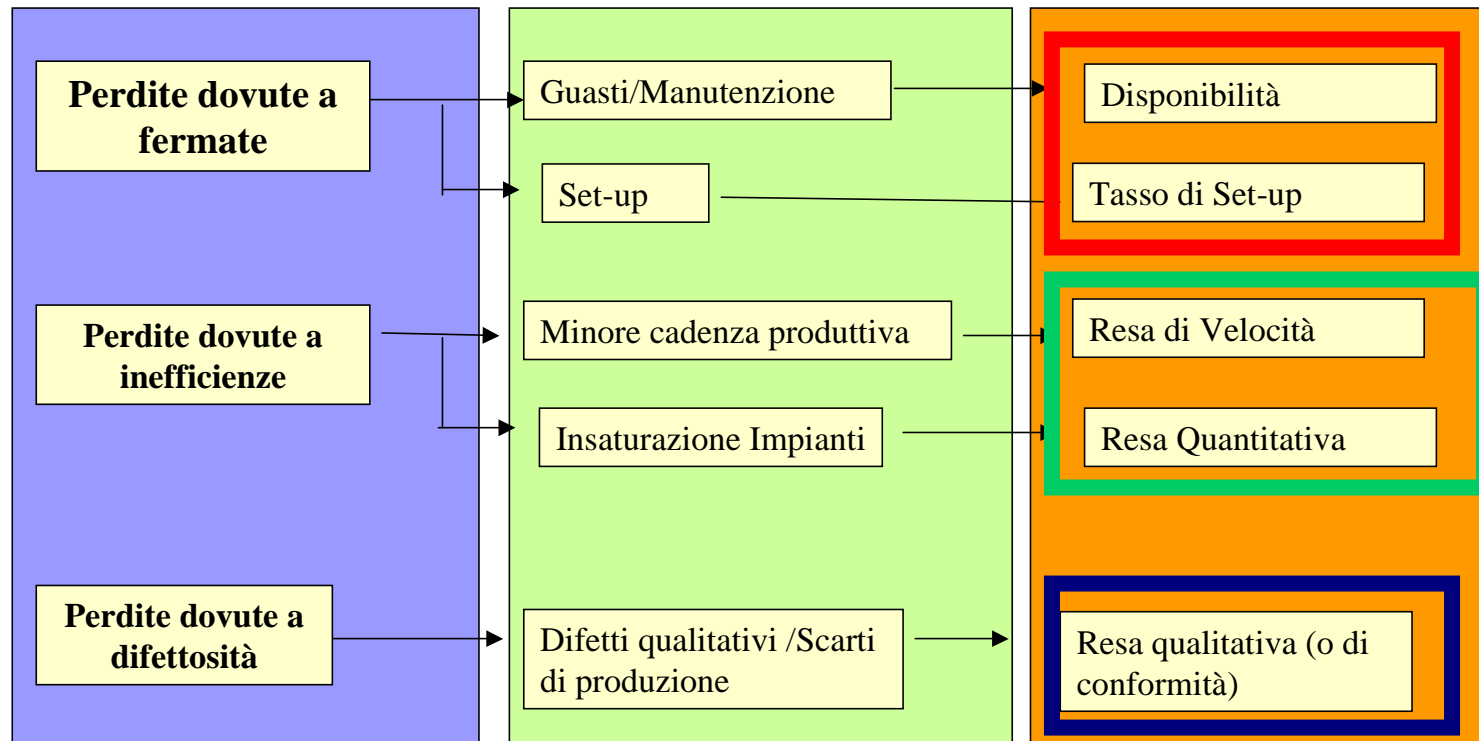 Perdite dovute a
fermate
Guasti/Manutenzione
Disponibilità
Set-up
Tasso di Set-up
Perdite dovute a
inefficienze
Minore cadenza produttiva
Resa di Velocità
Insaturazione Impianti
Resa Quantitativa
Perdite dovute a
difettosità
Difetti qualitativi /Scarti
di produzione
Resa qualitativa (o di
conformità)